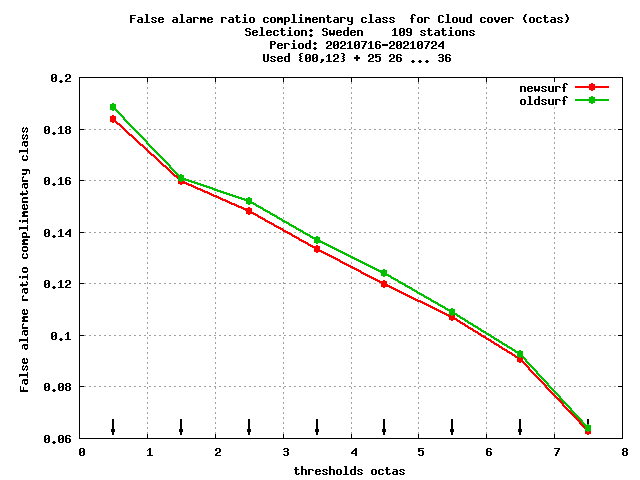 False alarme ratio complimentary class  for Cloud cover (octas)
Selection: Sweden    109 stations
Period: 20210716-20210724
Used {00,12} + 25 26 ... 36
newsurf
oldsurf
0.2
0.18
0.16
0.14
0.12
0.1
0.08
0.06
False alarme ratio complimentary class
0 1 2 3 4 5 6 7 8
thresholds octas